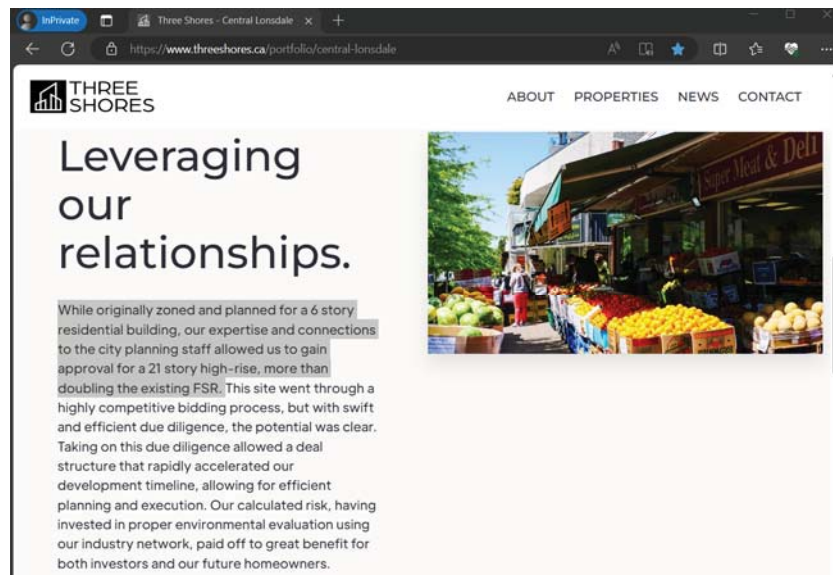 InPrivate
Three Shores - Central Lonsdale
https://www.threeshores.ca/portfolio/central-lonsdale
THREE
SHORES
ABOUT PROPERTIES NEWS CONTACT
Leveraging
our
relationships.
While originally zoned and planned for a 6 story
residential building, our expertise and connections
to the city planning staff allowed us to gain
approval for a 21 story high-rise, more than
doubling the existing FSR. This site went through a
highly competitive bidding process, but with swift
and efficient due diligence, the potential was clear.
Taking on this due diligence allowed a deal
structure that rapidly accelerated our
development timeline, allowing for efficient
planning and execution. Our calculated risk, having
invested in proper environmental evaluation using
our industry network, paid off to great benefit for
both investors and our future homeowners.
Super Meat & Deli